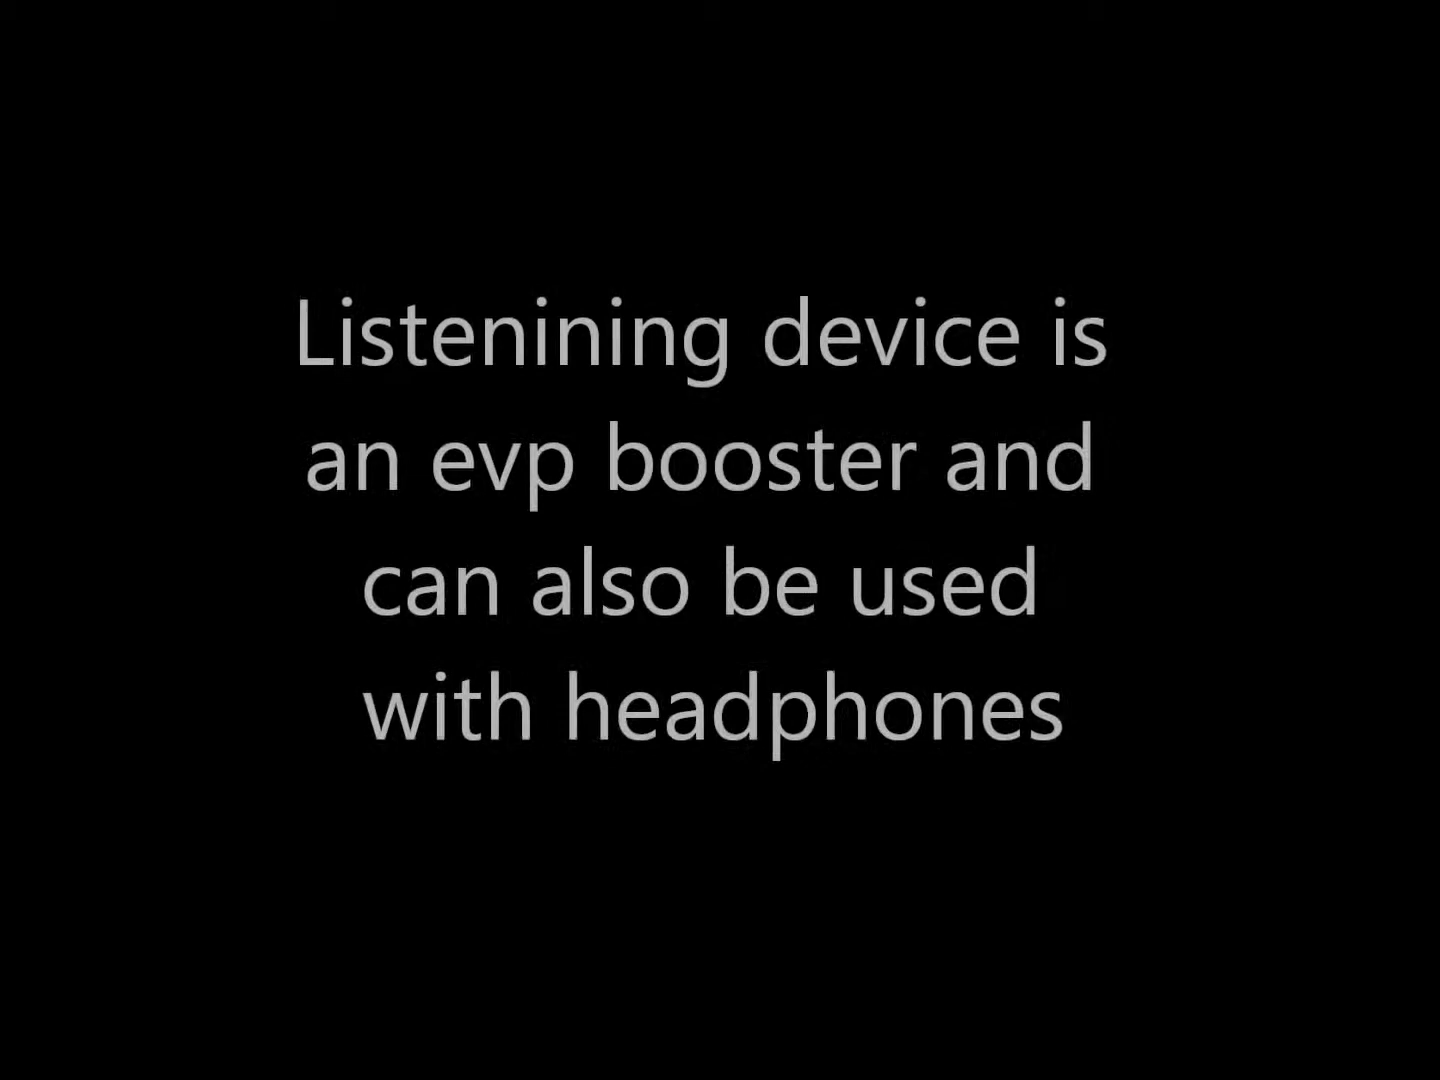 Listenining device is
an evp booster and
can also be used
with headphones